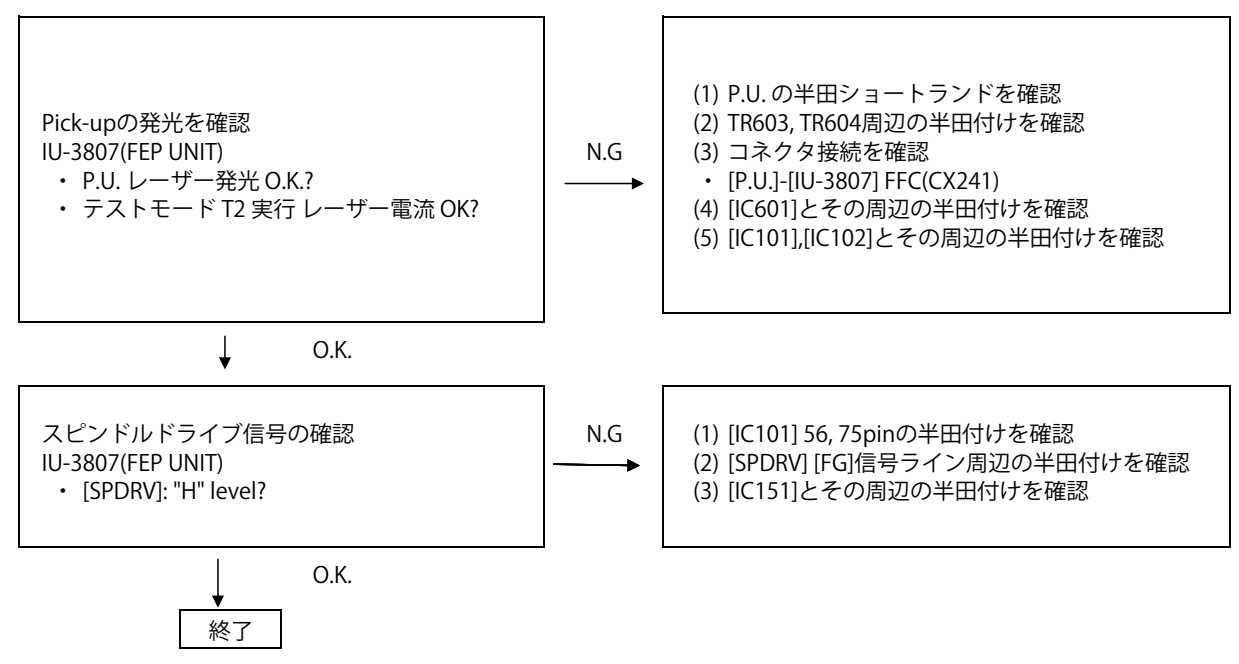 Pick-upの発光を確認
IU-3807(FEP UNIT)
・ P.U. レーザー発光 O.K.?
・ テストモード T2 実行 レーザー電流 OK?
N.G
(1) P.U. の半田ショートランドを確認
(2) TR603, TR604周辺の半田付けを確認
(3) コネクタ接続を確認
・ [P.U.]-[IU-3807] FFC(CX241)
(4) [IC601]とその周辺の半田付けを確認
(5) [IC101],[IC102]とその周辺の半田付けを確認
O.K.
スピンドルドライブ信号の確認
IU-3807(FEP UNIT)
・ [SPDRV]: "H" level?
N.G
(1) [IC101] 56, 75pinの半田付けを確認
(2) [SPDRV] [FG]信号ライン周辺の半田付けを確認
(3) [IC151]とその周辺の半田付けを確認
O.K.
終了